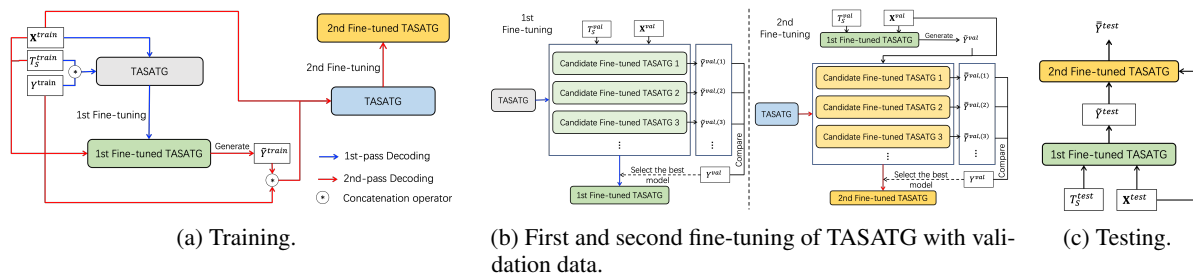 X^train
T_S^train
Y^train
*
TASATG
1st Fine-tuning
1st Fine-tuned TASATG
Generate
Ỹ^train
*
2nd Fine-tuned TASATG
2nd Fine-tuning
TASATG
1st-pass Decoding
2nd-pass Decoding
* Concatenation operator
(a) Training.
1st
Fine-tuning
T_S^val
X^val
TASATG
Candidate Fine-tuned TASATG 1
Candidate Fine-tuned TASATG 2
Candidate Fine-tuned TASATG 3
⋮
Ỹ^val,(1)
Ỹ^val,(2)
Ỹ^val,(3)
⋮
Compare
Select the best
model
Y^val
1st Fine-tuned TASATG
2nd
Fine-tuning
T_S^val
X^val
1st Fine-tuned TASATG
Generate
Ỹ^val
TASATG
Candidate Fine-tuned TASATG 1
Candidate Fine-tuned TASATG 2
Candidate Fine-tuned TASATG 3
⋮
Ȳ^val,(1)
Ȳ^val,(2)
Ȳ^val,(3)
⋮
Compare
Select the best
model
Y^val
2nd Fine-tuned TASATG
(b) First and second fine-tuning of TASATG with vali-
dation data.
Ȳ^test
2nd Fine-tuned TASATG
Ỹ^test
1st Fine-tuned TASATG
T_S^test
X^test
(c) Testing.